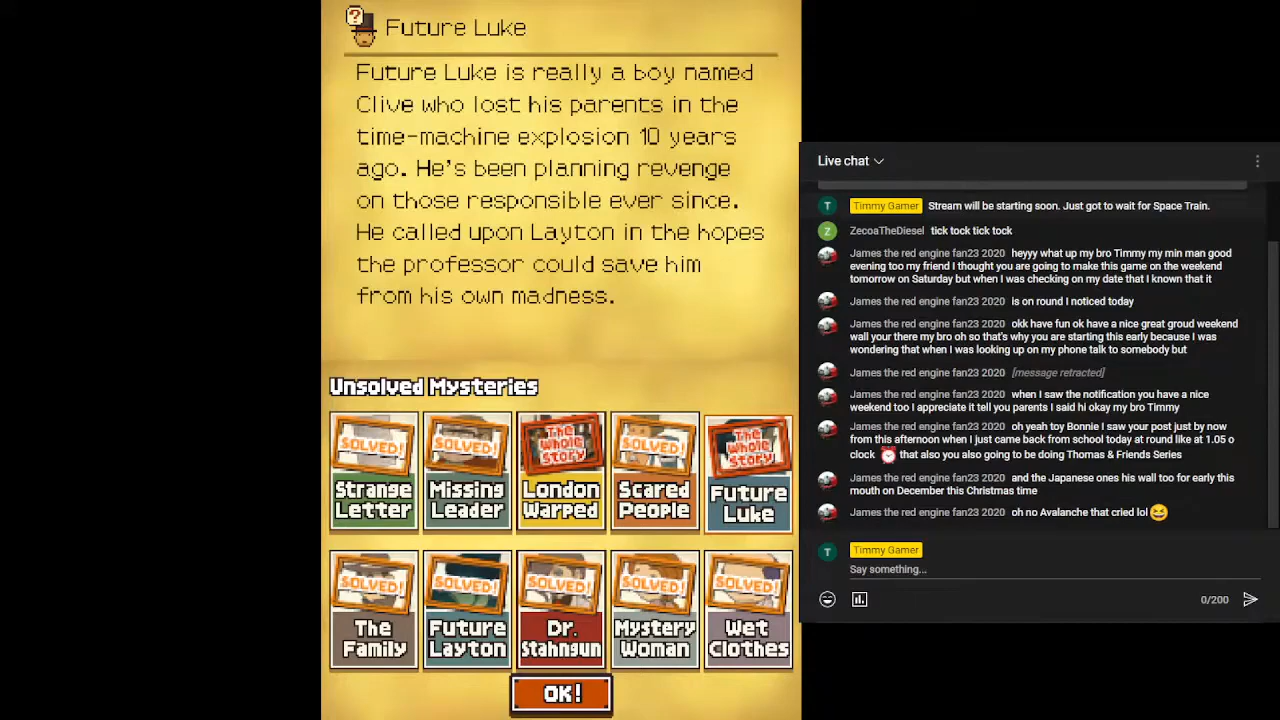 Future Luke
Future Luke is really a boy named
Clive who lost his parents in the
time-machine explosion 10 years
ago. He's been planning revenge
on those responsible ever since.
He called upon Layton in the hopes
the professor could save him
from his own madness.
Unsolved Mysteries
SOLVED! Strange Letter
SOLVED! Missing Leader
The Whole Story London Warped
SOLVED! Scared People
The Whole Story Future Luke
SOLVED! The Family
SOLVED! Future Layton
SOLVED! Dr. Stahngun
SOLVED! Mystery Woman
SOLVED! Wet Clothes
OK!
Live chat
T Timmy Gamer Stream will be starting soon. Just got to wait for Space Train.
Z ZecoaTheDiesel tick tock tick tock
James the red engine fan23 2020 heyyy what up my bro Timmy my min man good
evening too my friend I thought you are going to make this game on the weekend
tomorrow on Saturday but when I was checking on my date that I known that it
James the red engine fan23 2020 is on round I noticed today
James the red engine fan23 2020 okk have fun ok have a nice great groud weekend
wall your there my bro oh so that's why you are starting this early because I was
wondering that when I was looking up on my phone talk to somebody but
James the red engine fan23 2020 [message retracted]
James the red engine fan23 2020 when I saw the notification you have a nice
weekend too I appreciate it tell you parents I said hi okay my bro Timmy
James the red engine fan23 2020 oh yeah toy Bonnie I saw your post just by now
from this afternoon when I just came back from school today at round like at 1.05 o
clock ⏰ that also you also going to be doing Thomas & Friends Series
James the red engine fan23 2020 and the Japanese ones his wall too for early this
mouth on December this Christmas time
James the red engine fan23 2020 oh no Avalanche that cried lol 😆
T Timmy Gamer
Say something...
0/200